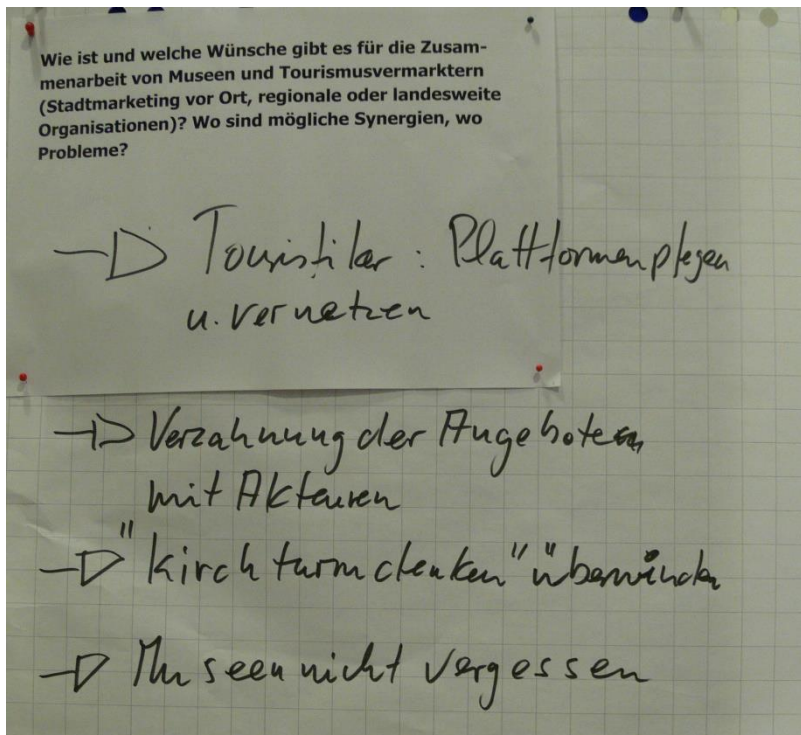 Wie ist und welche Wünsche gibt es für die Zusam-
menarbeit von Museen und Tourismusvermarktern
(Stadtmarketing vor Ort, regionale oder landesweite
Organisationen)? Wo sind mögliche Synergien, wo
Probleme?
Touristiker: Plattformen pflegen
u. vernetzen
Verzahnung der Angebote
mit Akteuren
"Kirchturmdenken" überwinden
Museen nicht vergessen